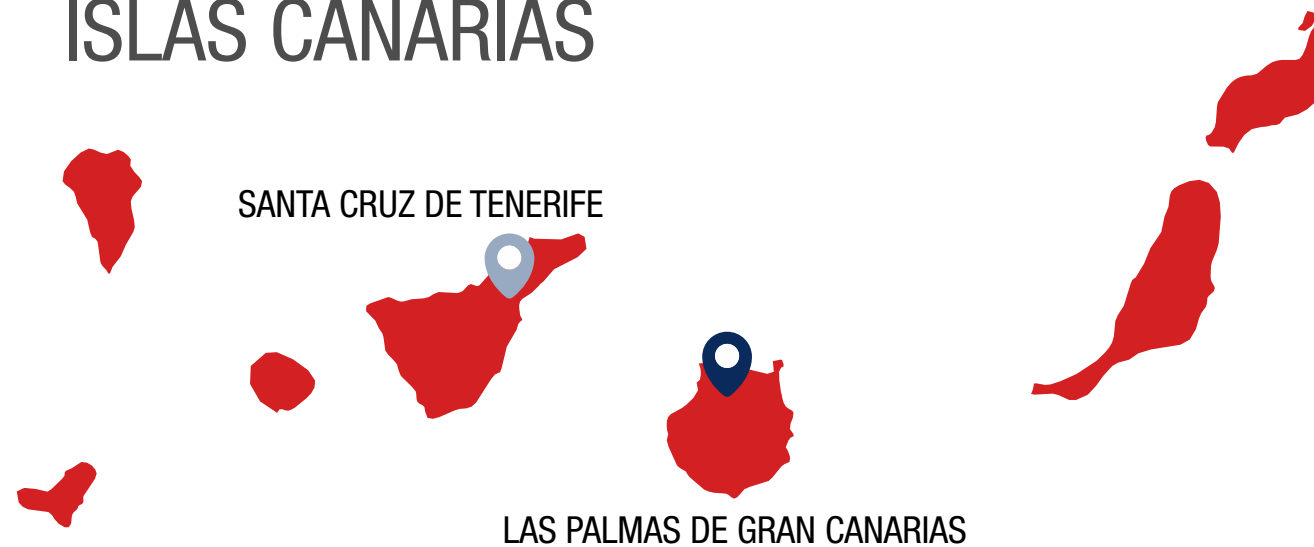 ISLAS CANARIAS
SANTA CRUZ DE TENERIFE
LAS PALMAS DE GRAN CANARIAS